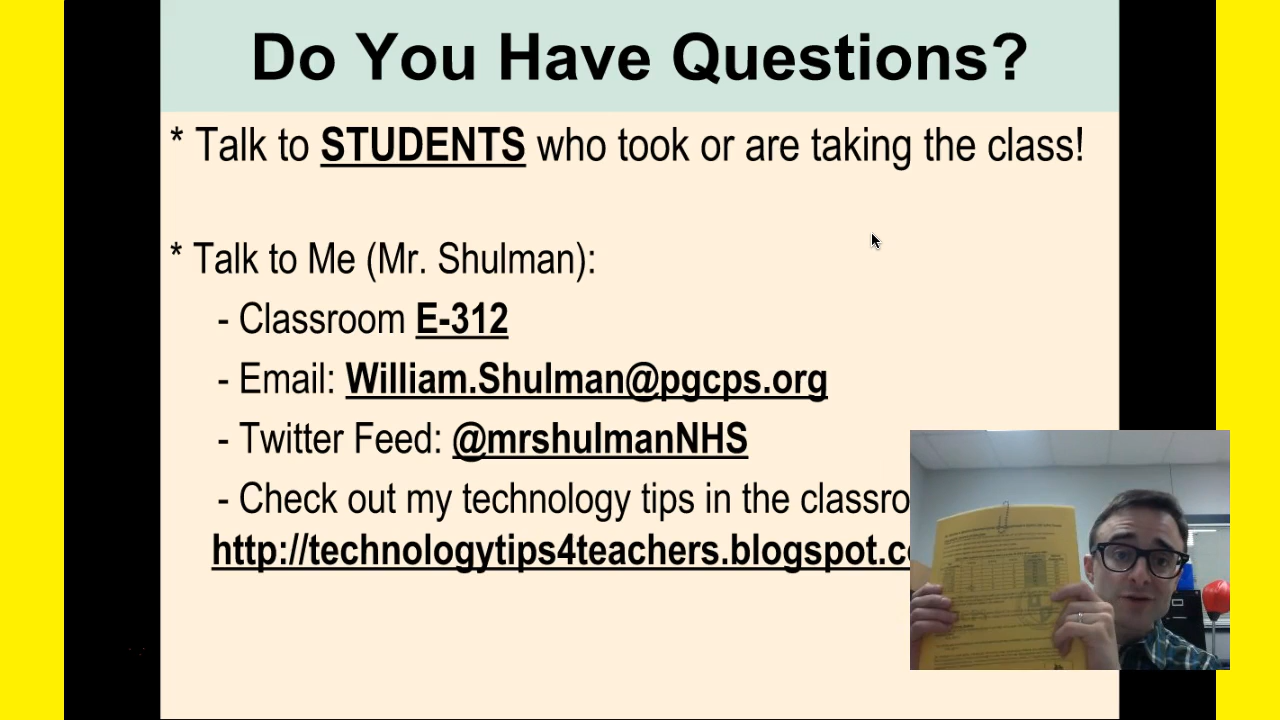 Do You Have Questions?
* Talk to STUDENTS who took or are taking the class!
* Talk to Me (Mr. Shulman):
- Classroom E-312
- Email: William.Shulman@pgcps.org
- Twitter Feed: @mrshulmanNHS
- Check out my technology tips in the classro
http://technologytips4teachers.blogspot.c